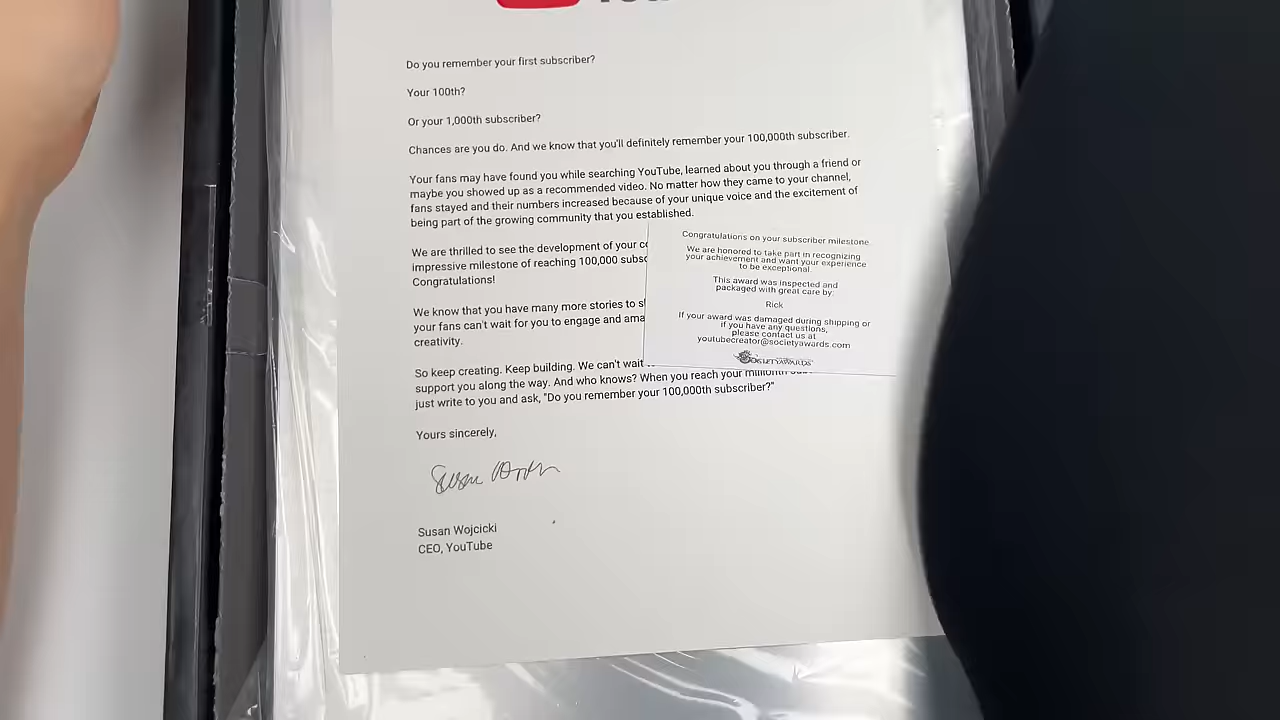 You
Do you remember your first subscriber?
Your 100th?
Or your 1,000th subscriber?
Chances are you do. And we know that you'll definitely remember your 100,000th subscriber.
Your fans may have found you while searching YouTube, learned about you through a friend or
maybe you showed up as a recommended video. No matter how they came to your channel,
fans stayed and their numbers increased because of your unique voice and the excitement of
being part of the growing community that you established.
We are thrilled to see the development of your
impressive milestone of reaching 100,000
Congratulations!
We know that you have many more stories to
your fans can't wait for you to engage and
creativity.
So keep creating. Keep building. We can't wait
support you along the way. And who knows? When you reach your millionth
just write to you and ask, "Do you remember your 100,000th subscriber?"
Yours sincerely,
Susan Wojcicki
CEO, YouTube
Congratulations on your subscriber milestone
We are honored to take part in recognizing
your achievement and want your experience
to be exceptional.
This award was inspected and
packaged with great care by:
Rick
If your award was damaged during shipping or
if you have any questions,
please contact us at
youtubecreator@societyawards.com
SOCIETYAWARDS